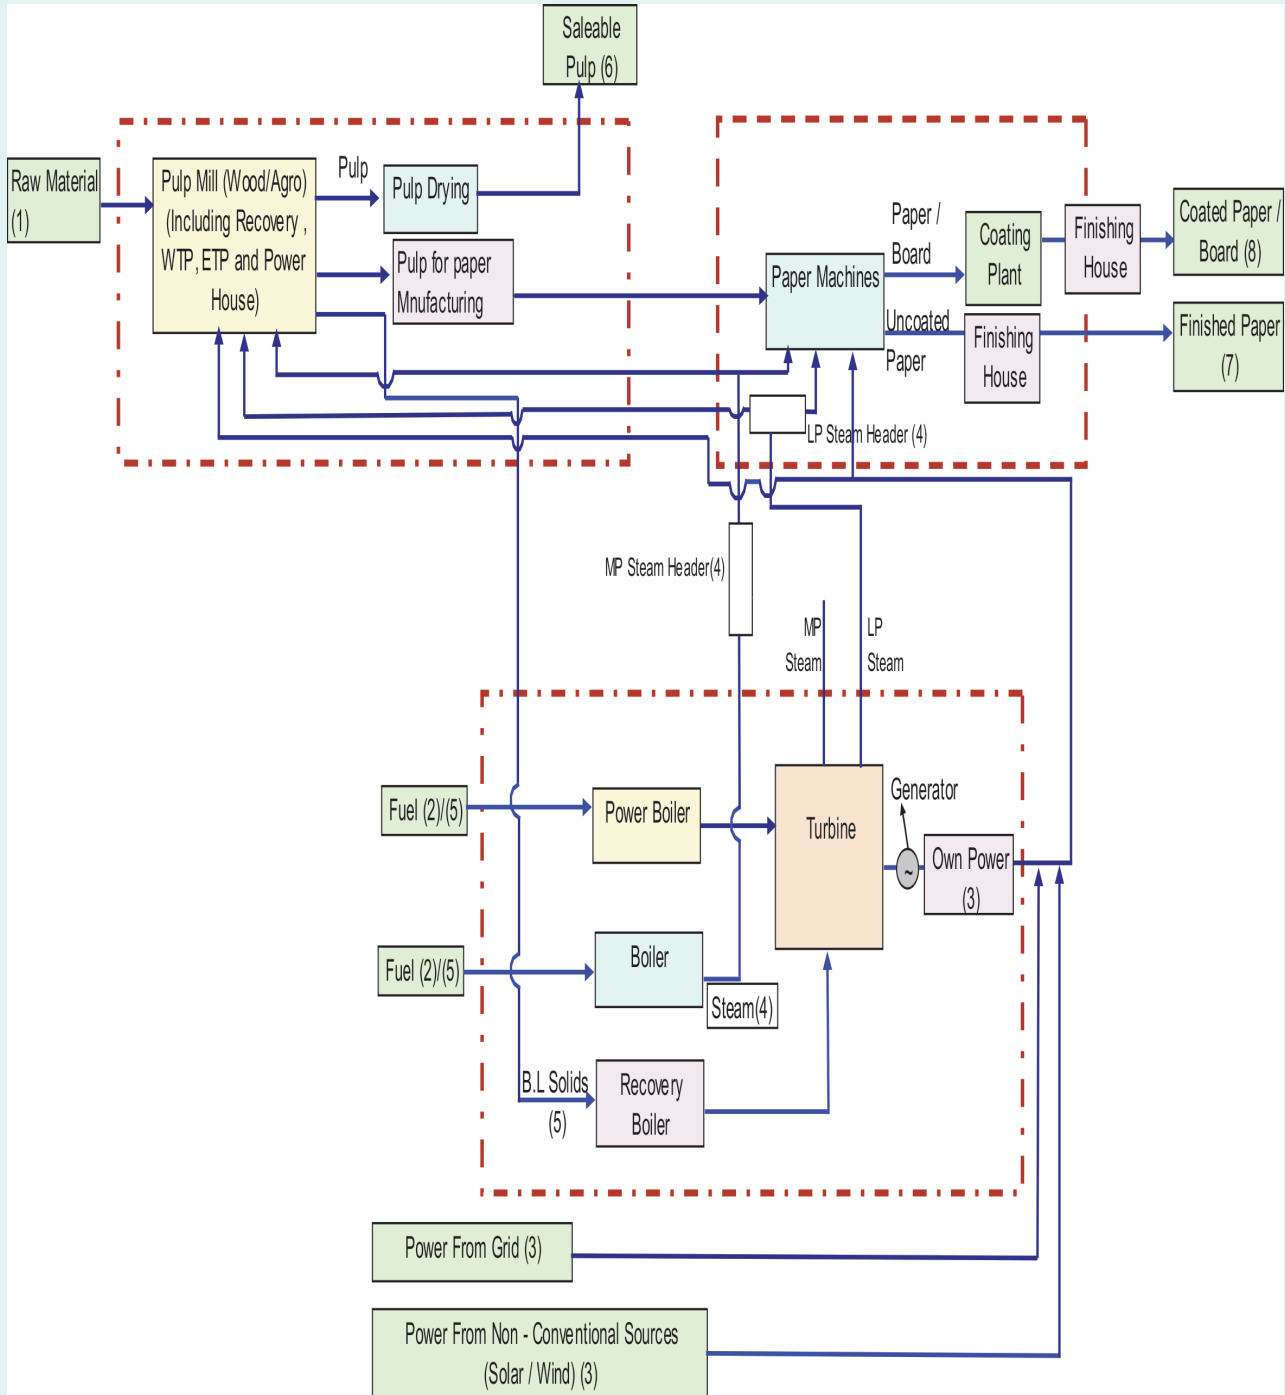 Saleable
Pulp (6)
Raw Material
(1)
Pulp Mill (Wood/Agro)
(Including Recovery ,
WTP, ETP and Power
House)
Pulp
Pulp Drying
Pulp for paper
Mnufacturing
Paper Machines
Paper /
Board
Uncoated
Paper
Coating
Plant
Finishing
House
Coated Paper /
Board (8)
Finishing
House
Finished Paper
(7)
LP Steam Header (4)
MP Steam Header(4)
MP
Steam
LP
Steam
Fuel (2)/(5)
Power Boiler
Turbine
Generator
~
Own Power
(3)
Fuel (2)/(5)
Boiler
Steam(4)
B.L Solids
(5)
Recovery
Boiler
Power From Grid (3)
Power From Non - Conventional Sources
(Solar / Wind) (3)